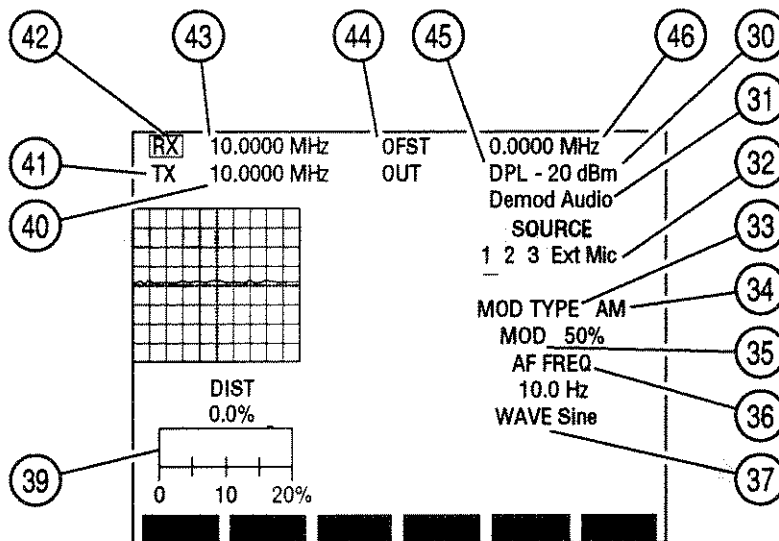 42 43 44 45 46 30
31
RX 10.0000 MHz OFST 0.0000 MHz
41 TX 10.0000 MHz OUT DPL - 20 dBm
32
40 Demod Audio
SOURCE
33
1 2 3 Ext Mic
34
MOD TYPE AM
MOD 50%
35
AF FREQ
36
DIST 10.0 Hz
0.0% WAVE Sine
39
37
0 10 20%